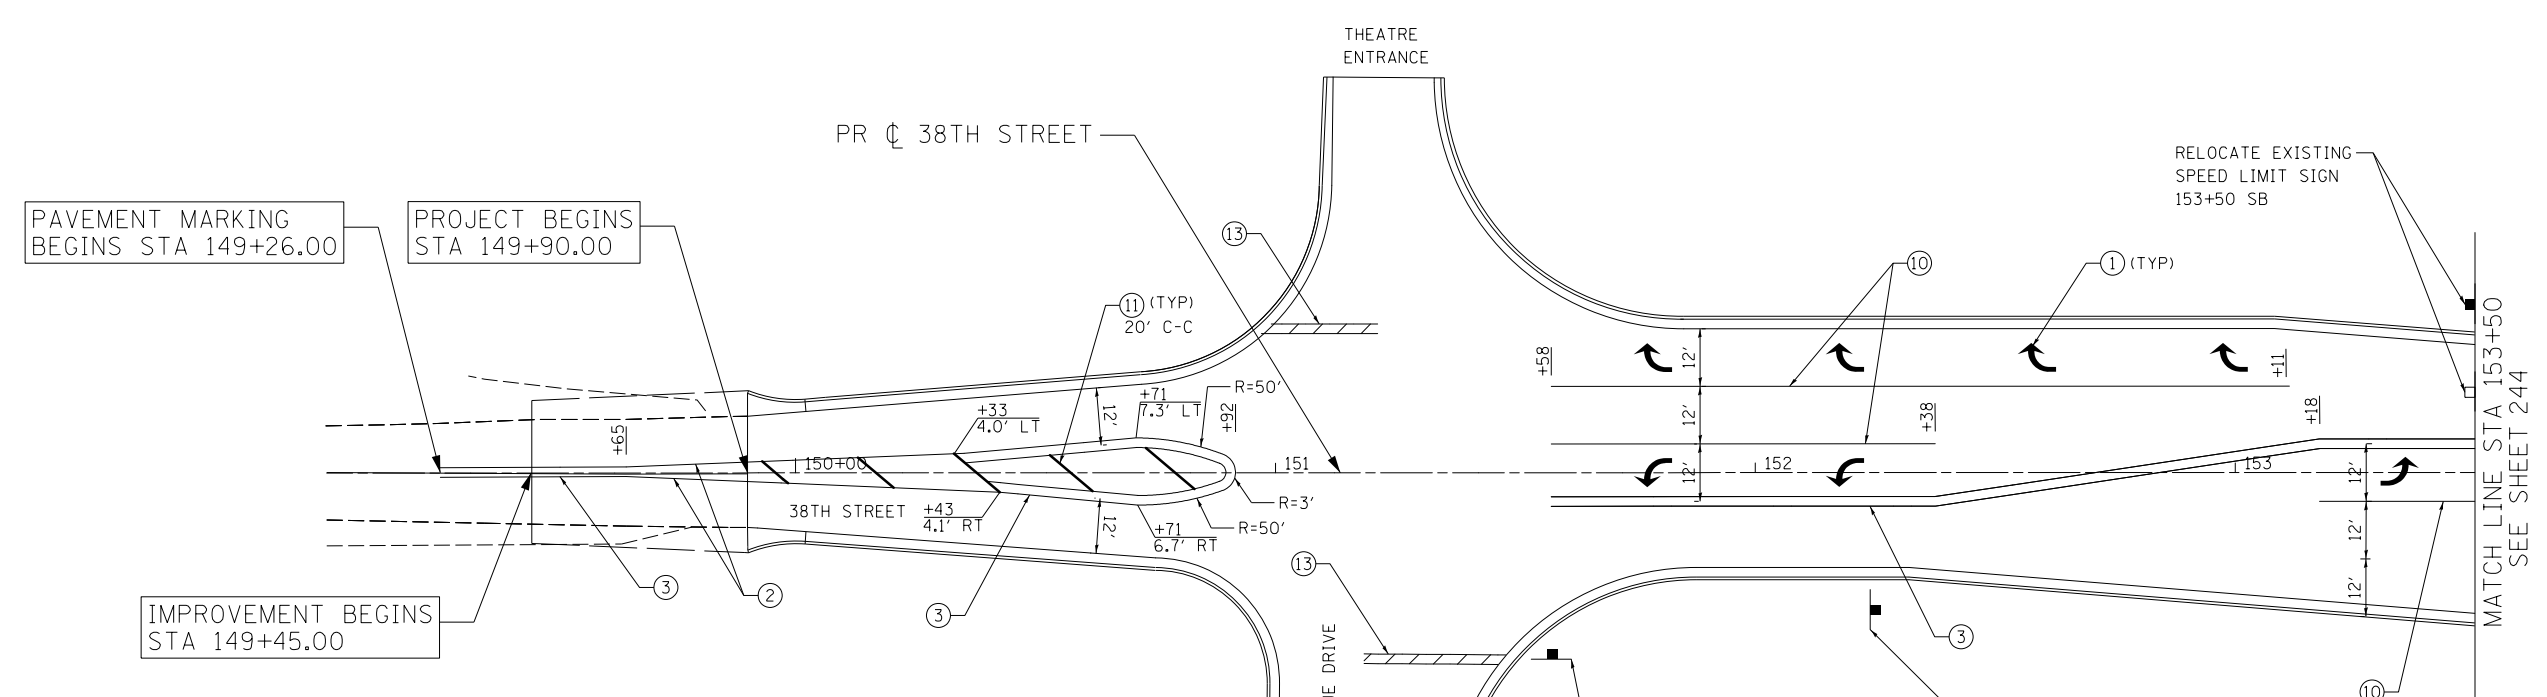 THEATRE
ENTRANCE
PR ℄ 38TH STREET
RELOCATE EXISTING
SPEED LIMIT SIGN
153+50 SB
PAVEMENT MARKING
BEGINS STA 149+26.00
PROJECT BEGINS
STA 149+90.00
13
10
1 (TYP)
11 (TYP)
20' C-C
+58
12'
+11
+33
4.0' LT
12'
+71
7.3' LT
R=50'
+92
+65
12'
+38
+18
150+00
151
152
153
12'
12'
38TH STREET
+43
4.1' RT
12'
+71
6.7' RT
R=50'
R=3'
12'
12'
3
2
3
13
3
10
IMPROVEMENT BEGINS
STA 149+45.00
DRIVE
MATCH LINE STA 153+50
SEE SHEET 244